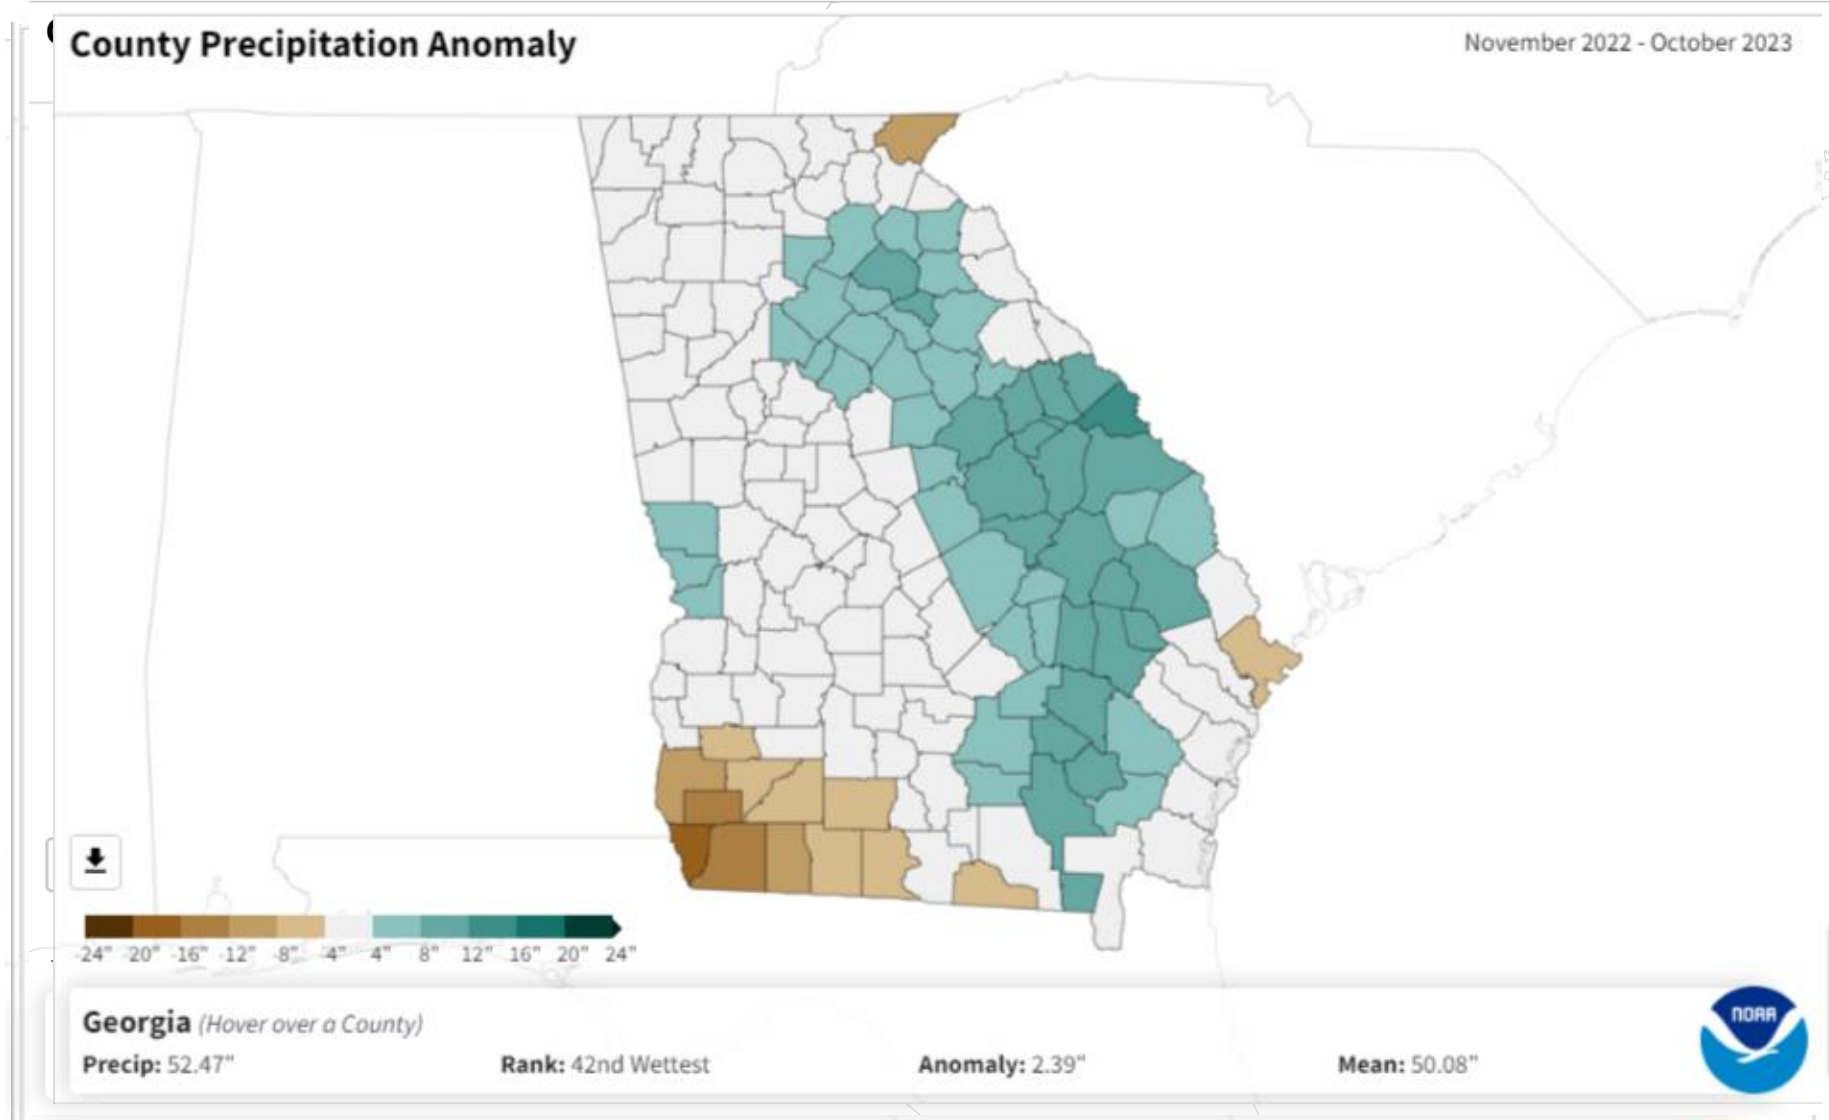 County Precipitation Anomaly
November 2022 - October 2023
-24" -20" -16" -12" -8" -4" 4" 8" 12" 16" 20" 24"
Georgia (Hover over a County)
Precip: 52.47" Rank: 42nd Wettest Anomaly: 2.39" Mean: 50.08"
NOAA